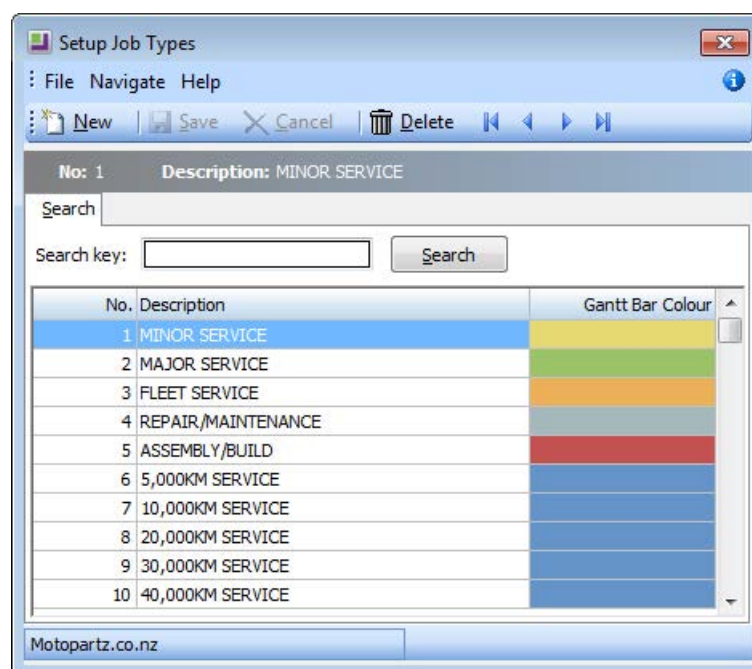 Setup Job Types
File Navigate Help
New Save Cancel Delete
No: 1 Description: MINOR SERVICE
Search
Search key: Search
No. Description Gantt Bar Colour
1 MINOR SERVICE
2 MAJOR SERVICE
3 FLEET SERVICE
4 REPAIR/MAINTENANCE
5 ASSEMBLY/BUILD
6 5,000KM SERVICE
7 10,000KM SERVICE
8 20,000KM SERVICE
9 30,000KM SERVICE
10 40,000KM SERVICE
Motopartz.co.nz